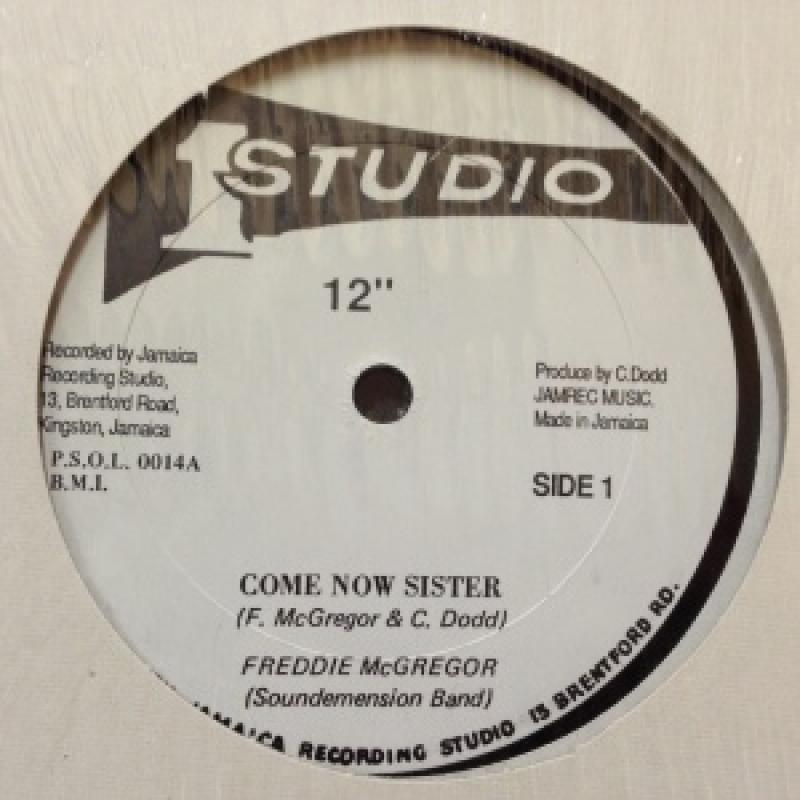 1 STUDIO
12"
Recorded by Jamaica
Recording Studio,
13, Brentford Road,
Kingston, Jamaica
P.S.O.L. 0014A
B.M.I.
Produce by C.Dodd
JAMREC MUSIC.
Made in Jamaica
SIDE 1
COME NOW SISTER
(F. McGregor & C. Dodd)
FREDDIE McGREGOR
(Soundemension Band)
JAMAICA RECORDING STUDIO 13 BRENTFORD RD.